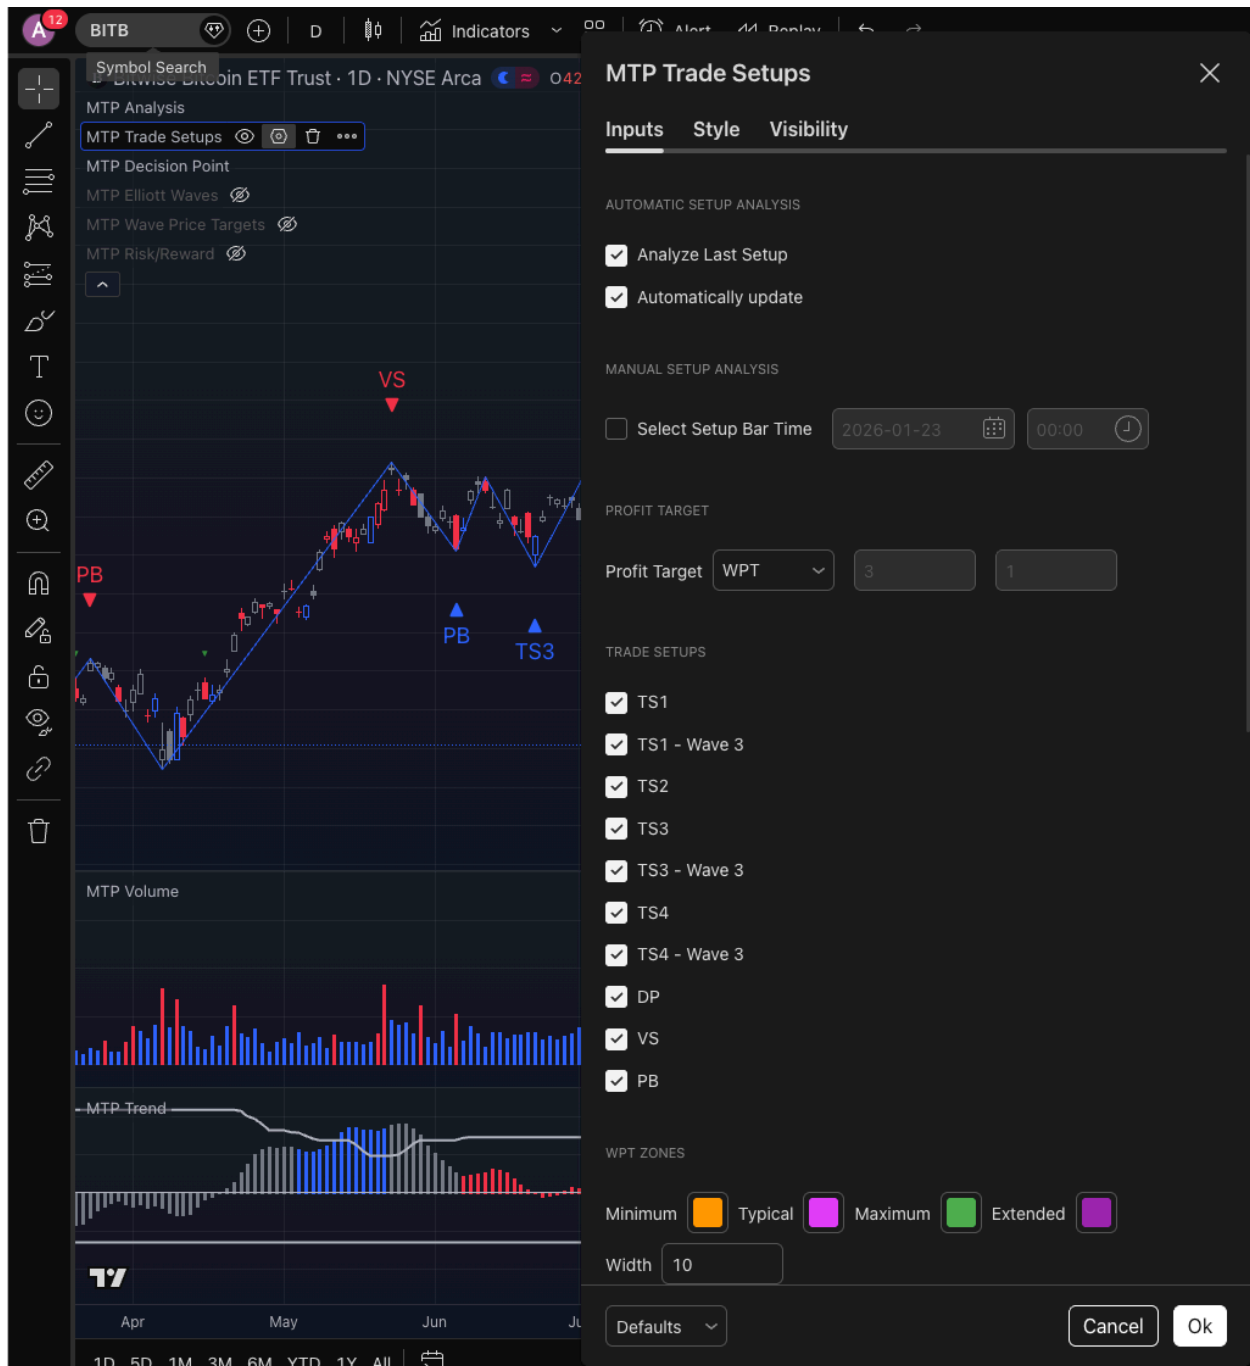 A 12 BITB D Indicators Alert Replay
Symbol Search
Bitwise Bitcoin ETF Trust · 1D · NYSE Arca O42
MTP Analysis
MTP Trade Setups
MTP Decision Point
MTP Elliott Waves
MTP Wave Price Targets
MTP Risk/Reward
VS
PB
PB
TS3
MTP Volume
MTP Trend
Apr May Jun
1D 5D 1M 3M 6M YTD 1Y All
MTP Trade Setups
Inputs Style Visibility
AUTOMATIC SETUP ANALYSIS
Analyze Last Setup
Automatically update
MANUAL SETUP ANALYSIS
Select Setup Bar Time 2026-01-23 00:00
PROFIT TARGET
Profit Target WPT 3 1
TRADE SETUPS
TS1
TS1 - Wave 3
TS2
TS3
TS3 - Wave 3
TS4
TS4 - Wave 3
DP
VS
PB
WPT ZONES
Minimum Typical Maximum Extended
Width 10
Defaults Cancel Ok